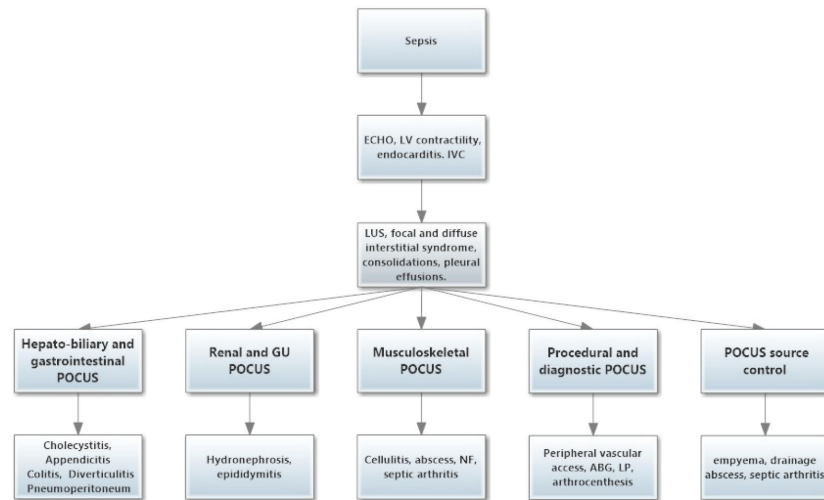 Sepsis
ECHO, LV contractility,
endocarditis. IVC
LUS, focal and diffuse
interstitial syndrome,
consolidations, pleural
effusions.
Hepato-biliary and
gastrointestinal
POCUS
Renal and GU
POCUS
Musculoskeletal
POCUS
Procedural and
diagnostic POCUS
POCUS source
control
Cholecystitis,
Appendicitis
Colitis, Diverticulitis
Pneumoperitoneum
Hydronephrosis,
epididymitis
Cellulitis, abscess, NF,
septic arthritis
Peripheral vascular
access, ABG, LP,
arthrocenthesis
empyema, drainage
abscess, septic arthritis